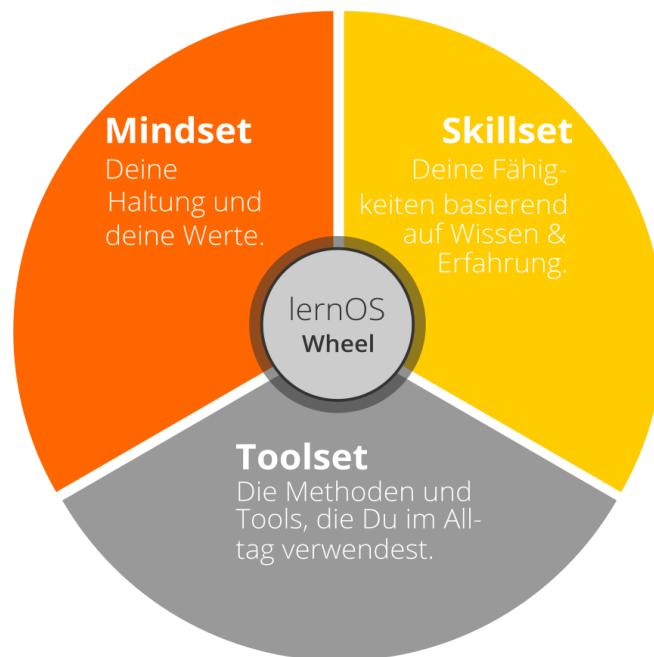 Mindset
Deine
Haltung und
deine Werte.
Skillset
Deine Fähig-
keiten basierend
auf Wissen &
Erfahrung.
lernOS
Wheel
Toolset
Die Methoden und
Tools, die Du im All-
tag verwendest.